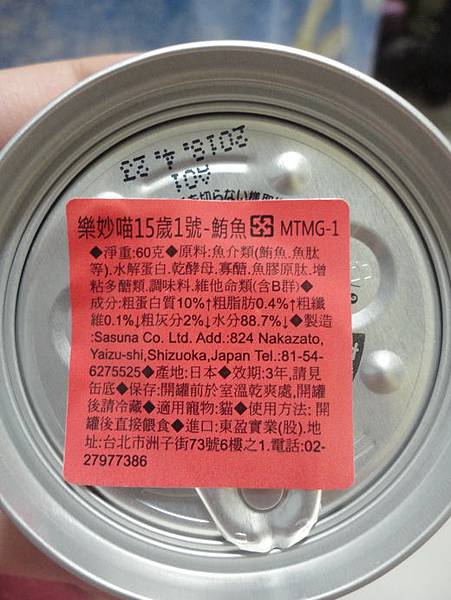 2018. 4. 23
A01
を切らない様
樂妙喵15歲1號-鮪魚 MTMG-1
◆淨重:60克◆原料:魚介類(鮪魚.魚肽
等).水解蛋白.乾酵母.寡醣.魚膠原肽.增
粘多醣類.調味料.維他命類(含B群)◆
成分:粗蛋白質10%↑粗脂肪0.4%↑粗纖
維0.1%↓粗灰分2%↓水分88.7%↓◆製造
:Sasuna Co. Ltd. Add.:824 Nakazato,
Yaizu-shi,Shizuoka,Japan Tel.:81-54-
6275525◆產地:日本◆效期:3年,請見
缶底◆保存:開罐前於室溫乾爽處,開罐
後請冷藏◆適用寵物:貓◆使用方法: 開
罐後直接餵食◆進口:東盈實業(股).地
址:台北市洲子街73號6樓之1.電話:02-
27977386